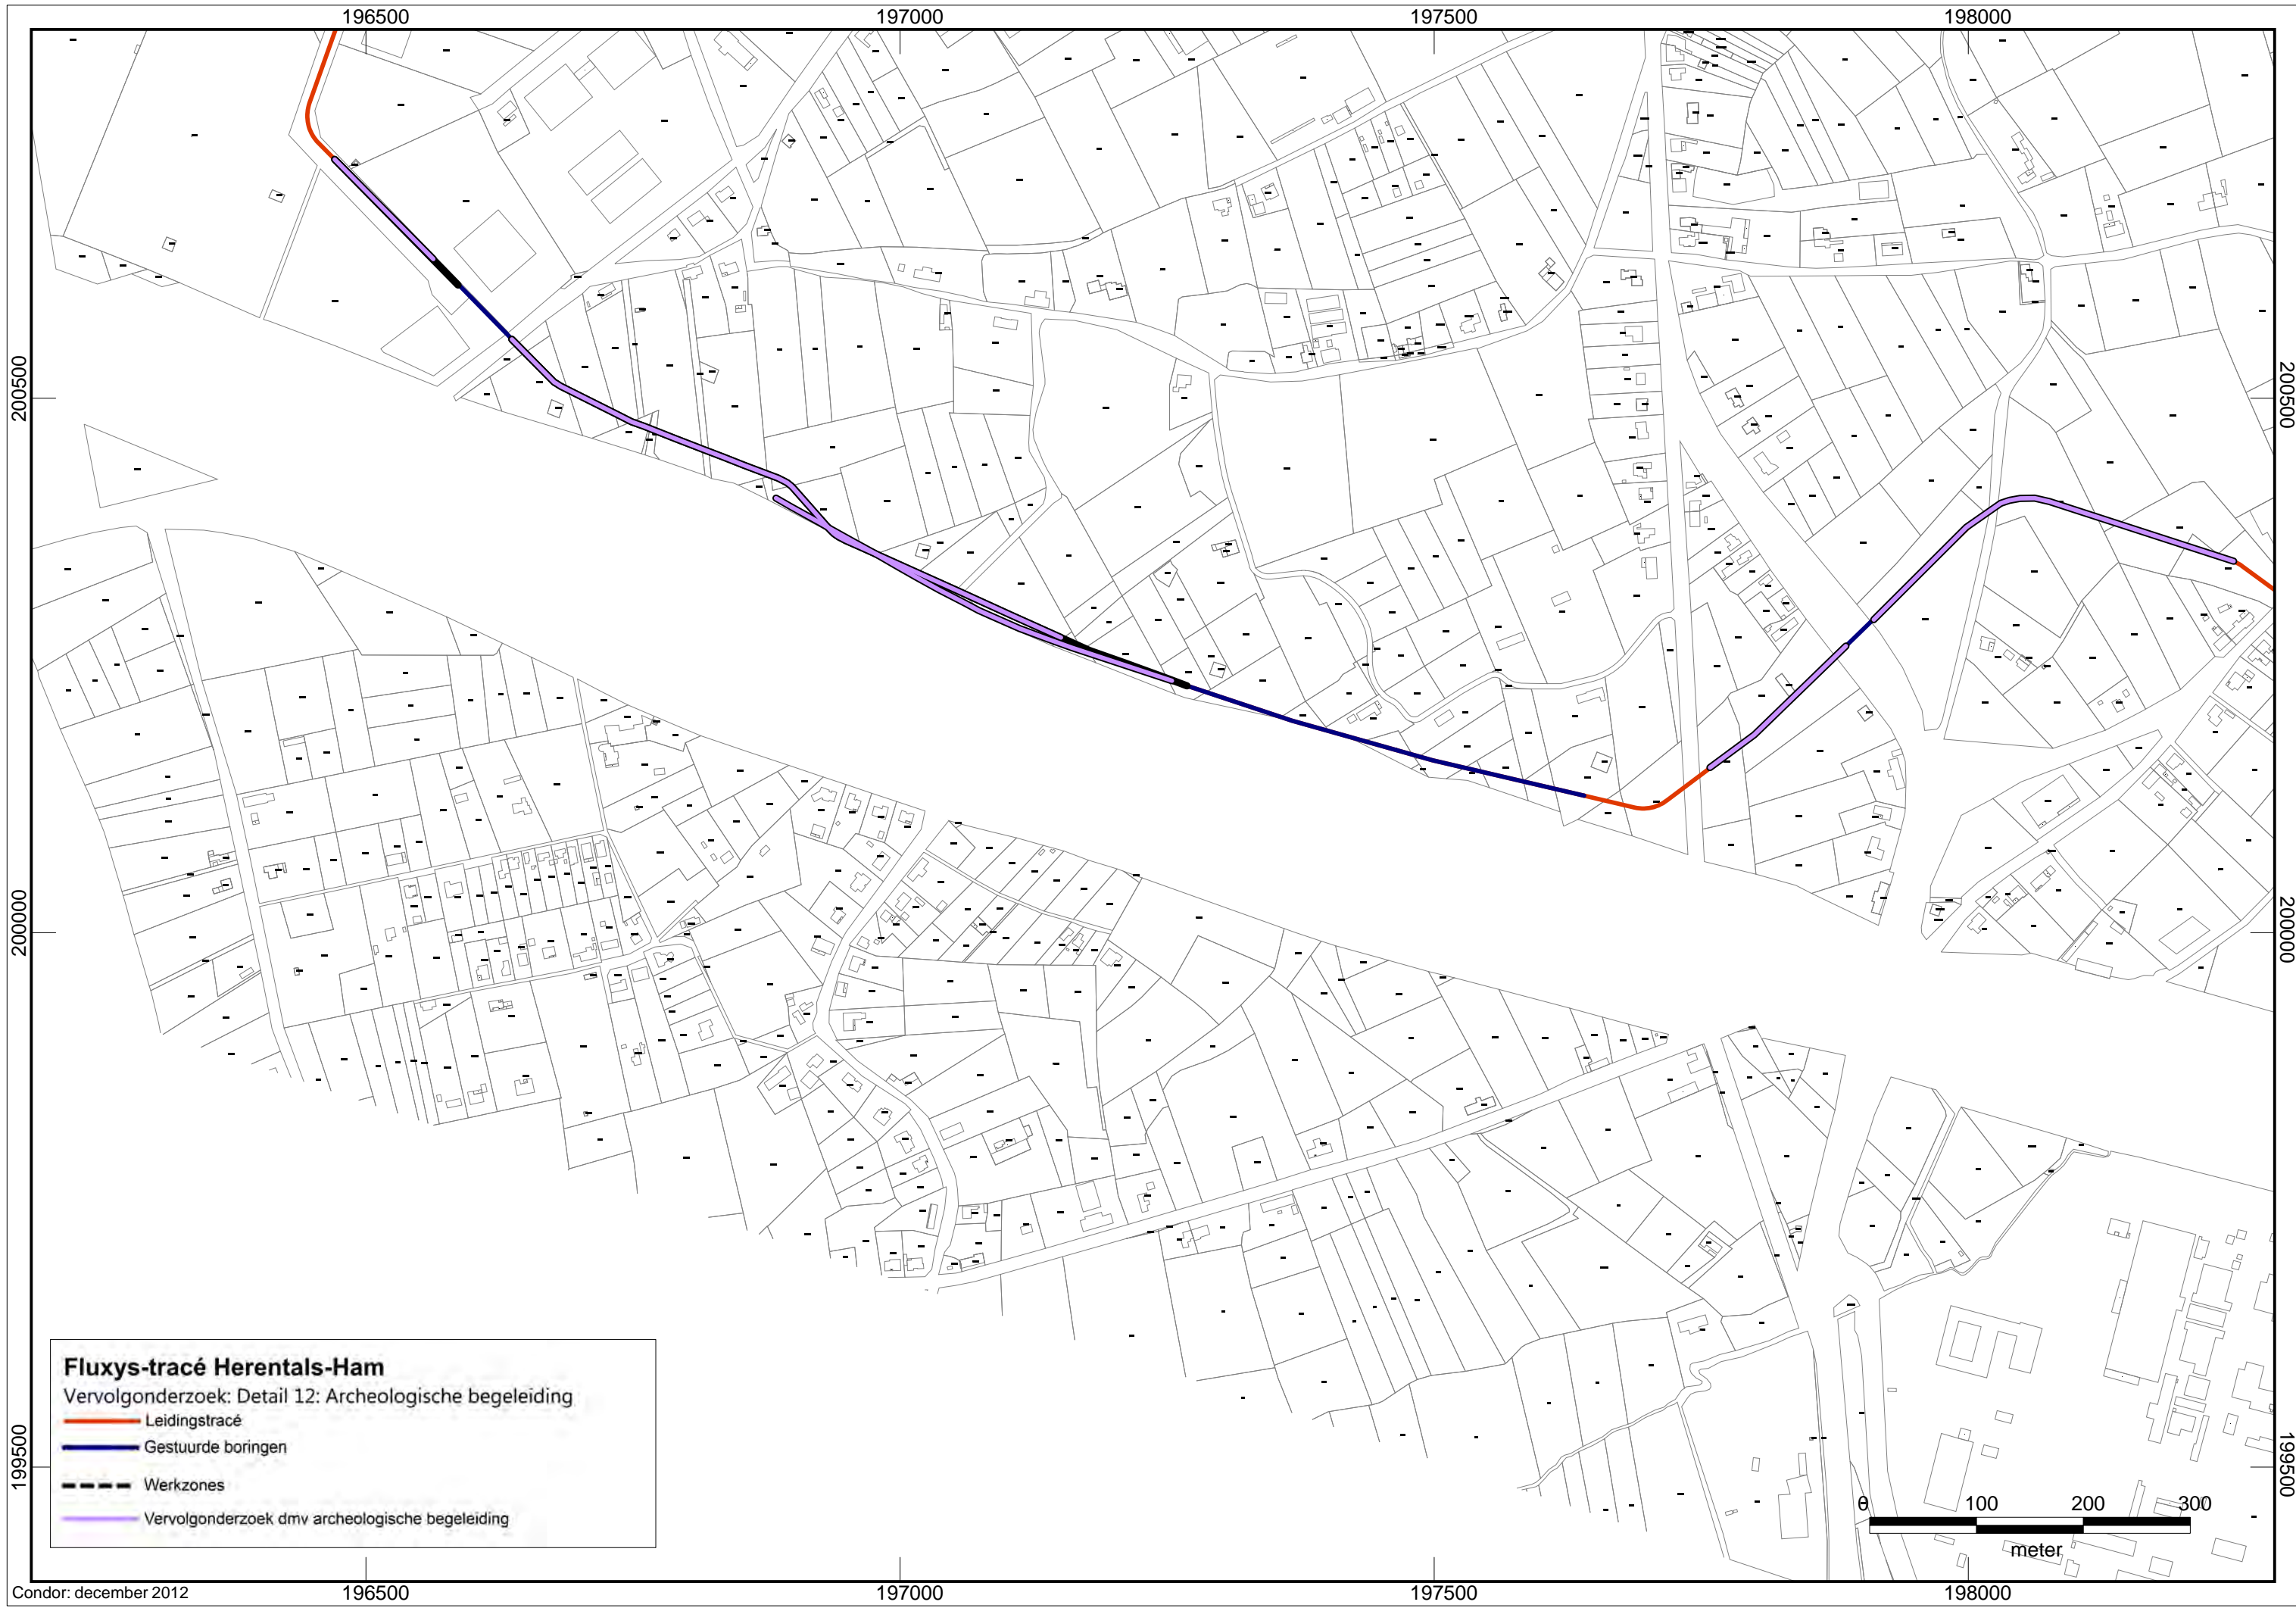 196500 197000 197500 198000
200500 200500
200000 200000
199500 199500
Fluxys-tracé Herentals-Ham
Vervolgonderzoek: Detail 12: Archeologische begeleiding
Leidingstracé
Gestuurde boringen
Werkzones
Vervolgonderzoek dmv archeologische begeleiding
0 100 200 300
meter
Condor: december 2012
196500 197000 197500 198000